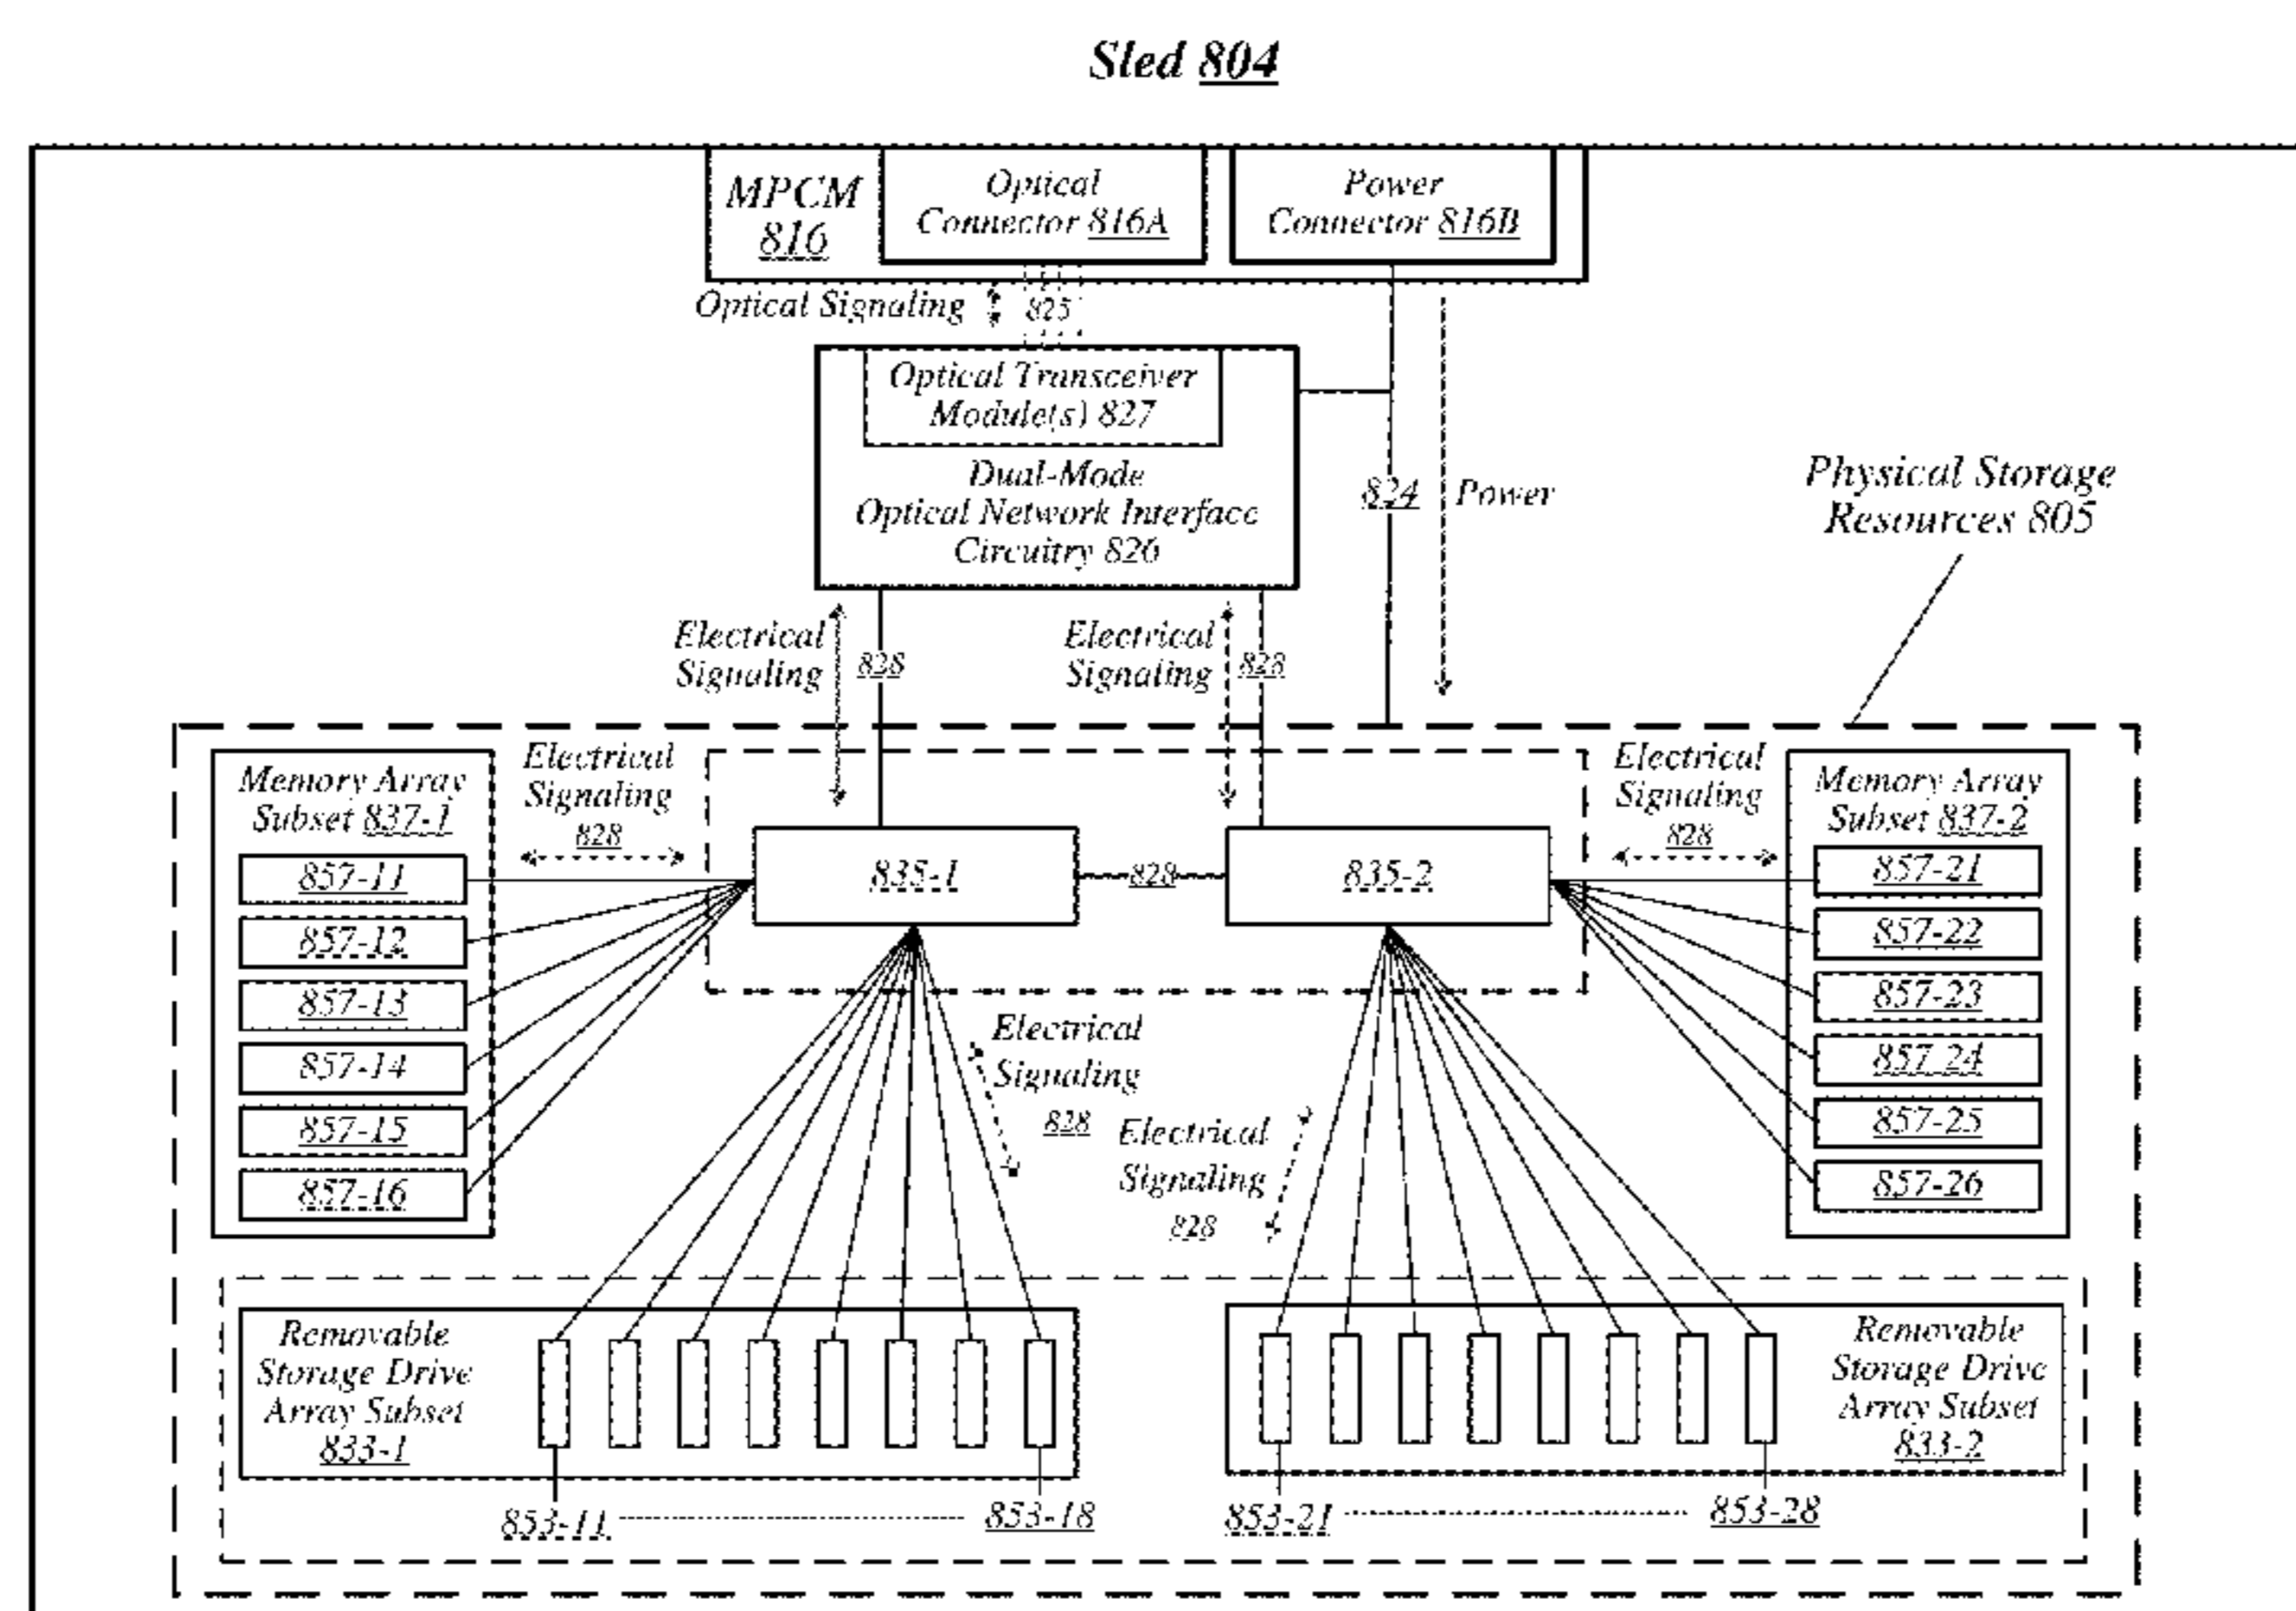 Sled 804
MPCM
816
Optical
Connector 816A
Power
Connector 816B
Optical Signaling
825
Optical Transceiver
Module(s) 827
Dual-Mode
Optical Network Interface
Circuitry 826
824
Power
Physical Storage
Resources 805
Electrical
Signaling
828
Electrical
Signaling
828
Memory Array
Subset 837-1
857-11
857-12
857-13
857-14
857-15
857-16
Electrical
Signaling
828
835-1
828
835-2
Electrical
Signaling
828
Memory Array
Subset 837-2
857-21
857-22
857-23
857-24
857-25
857-26
Electrical
Signaling
828
Electrical
Signaling
828
Removable
Storage Drive
Array Subset
833-1
853-11
853-18
Removable
Storage Drive
Array Subset
833-2
853-21
853-28